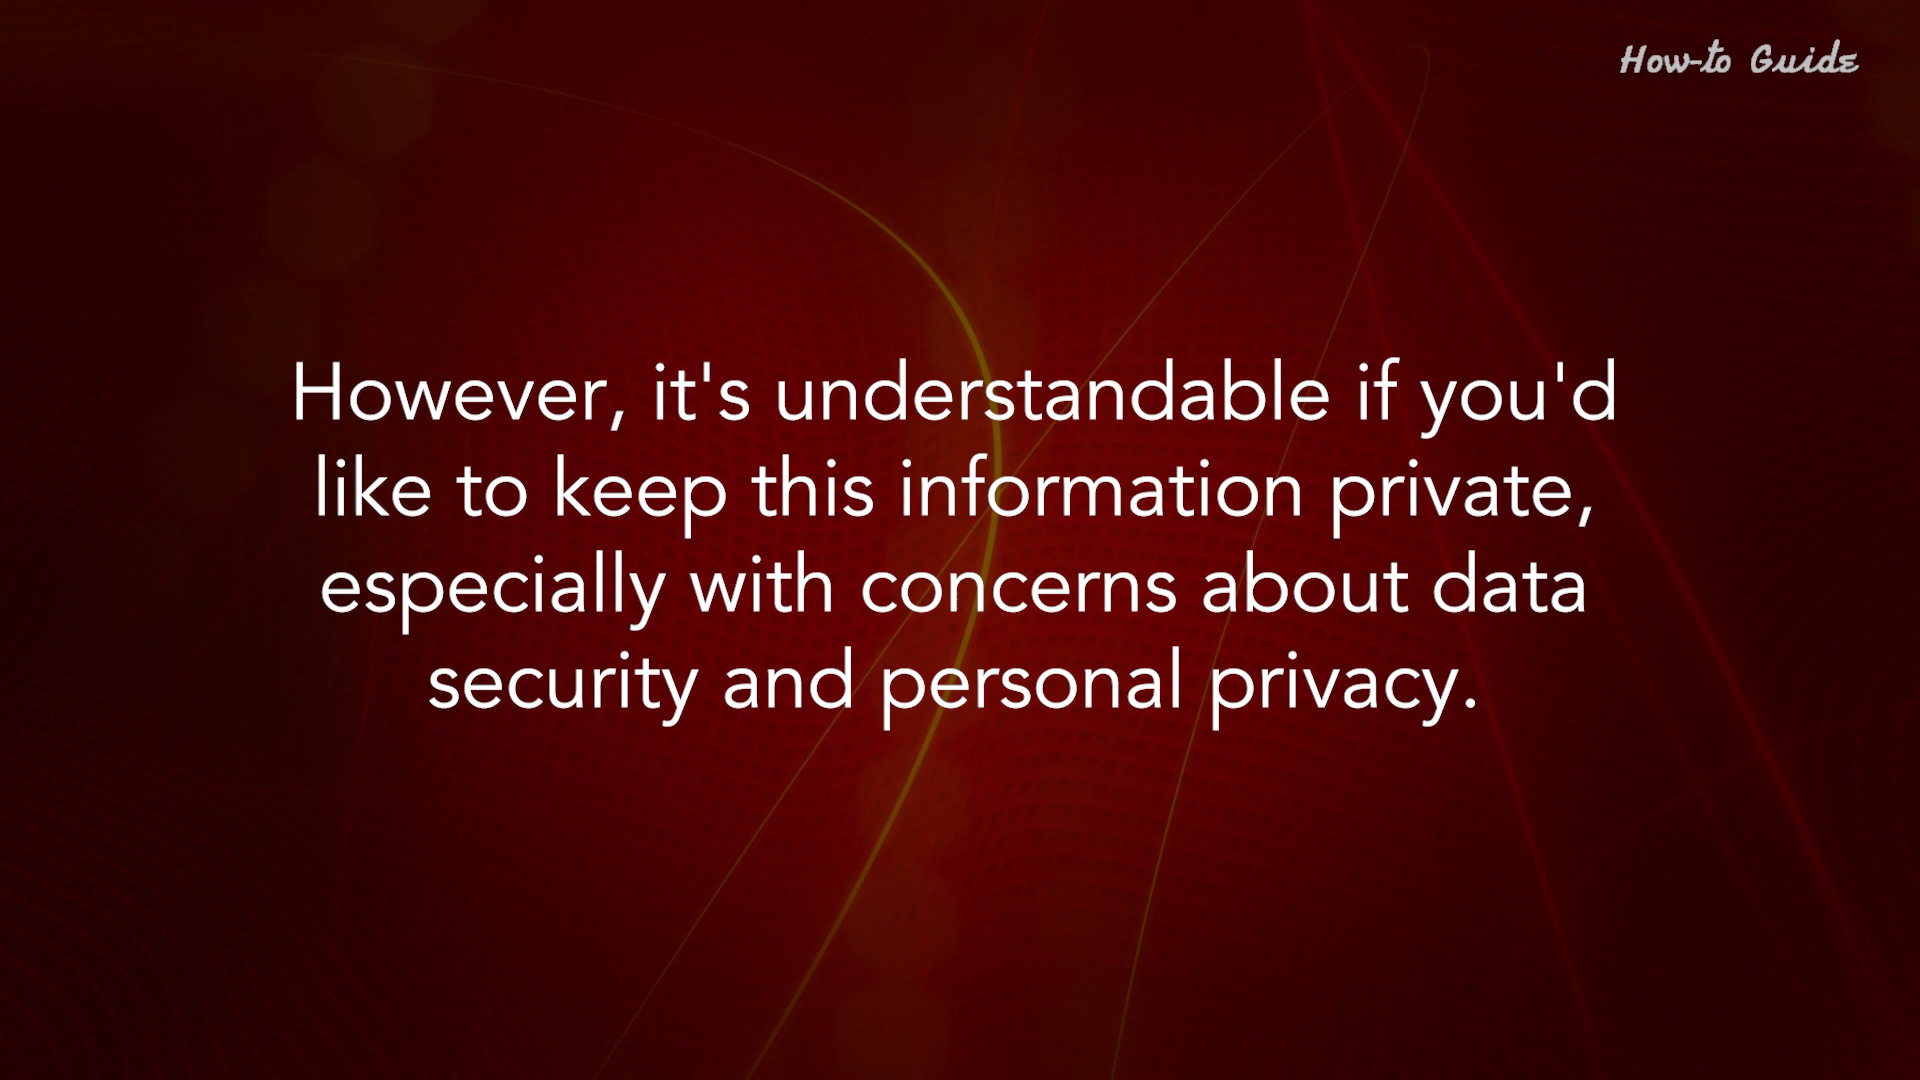 How-to Guide
However, it's understandable if you'd
like to keep this information private,
especially with concerns about data
security and personal privacy.